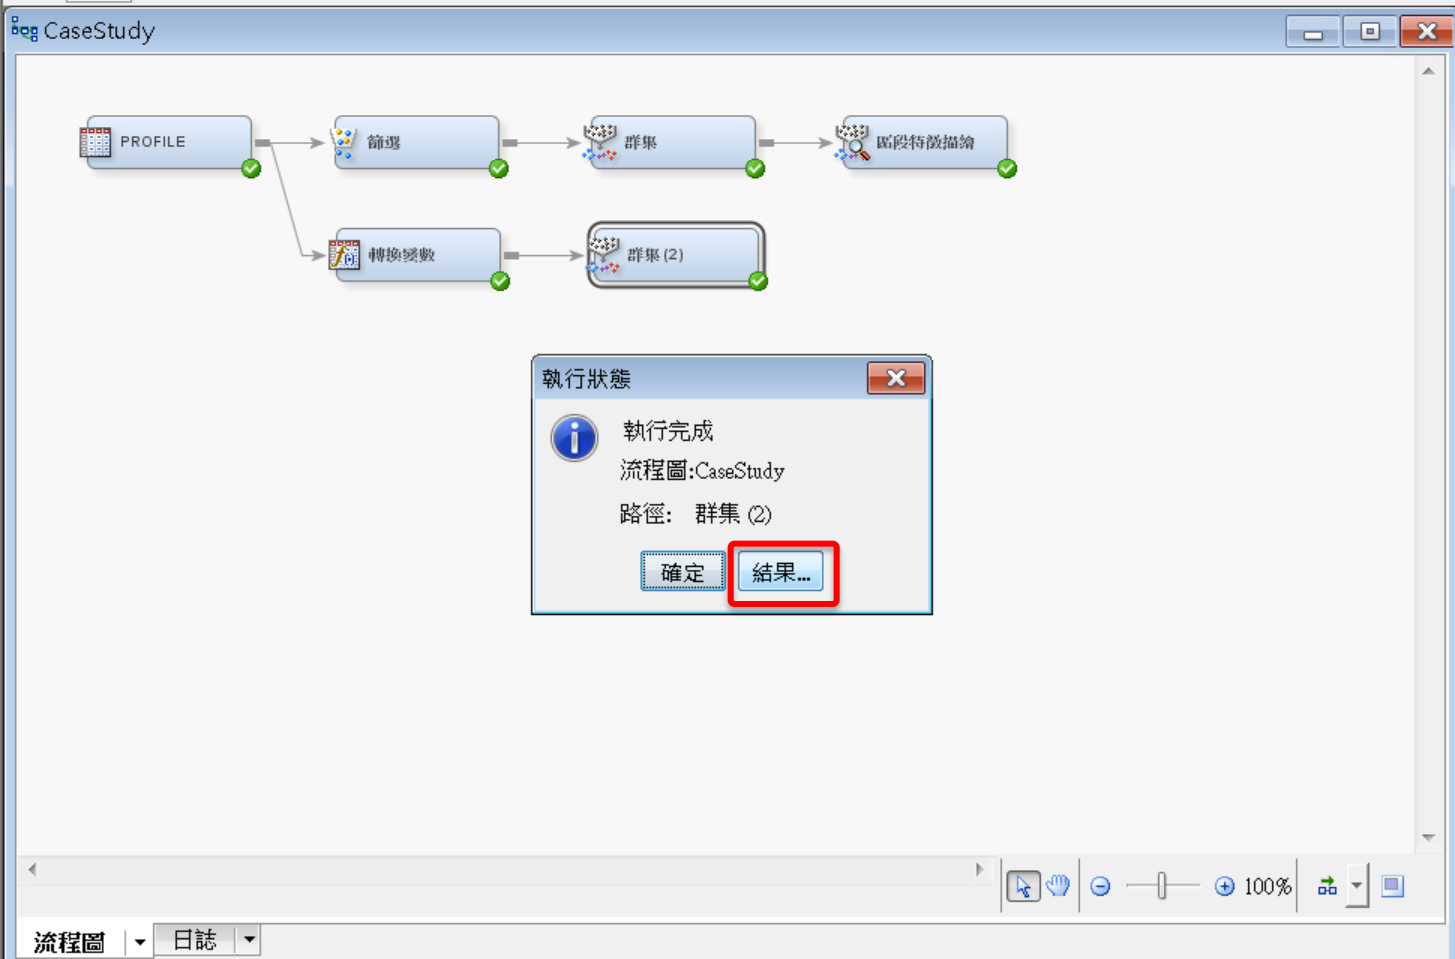 CaseStudy
PROFILE
篩選
群集
區段特徵描繪
轉換變數
群集 (2)
執行狀態
執行完成
流程圖:CaseStudy
路徑: 群集 (2)
確定
結果...
100%
流程圖
日誌